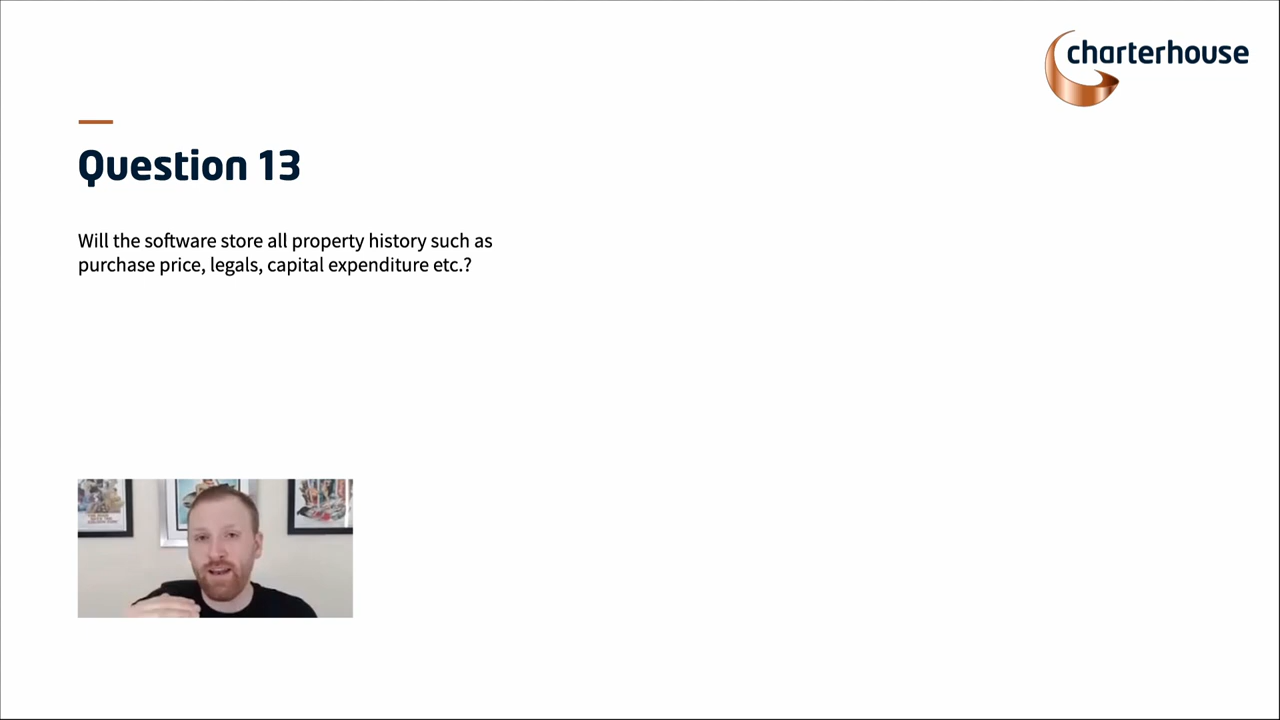 charterhouse
Question 13
Will the software store all property history such as
purchase price, legals, capital expenditure etc.?